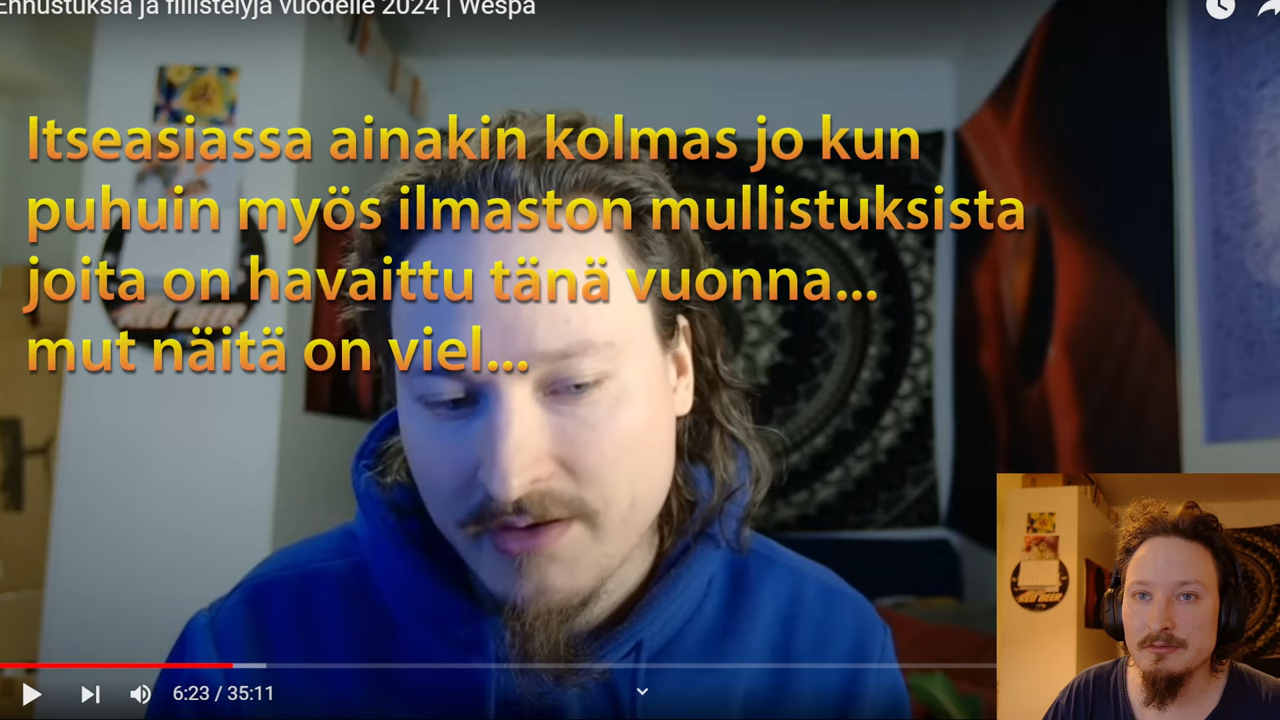 Ennustuksia ja fiilistelyjä vuodelle 2024 | Wespa
Itseasiassa ainakin kolmas jo kun
puhuin myös ilmaston mullistuksista
joita on havaittu tänä vuonna...
mut näitä on viel...
6:23 / 35:11